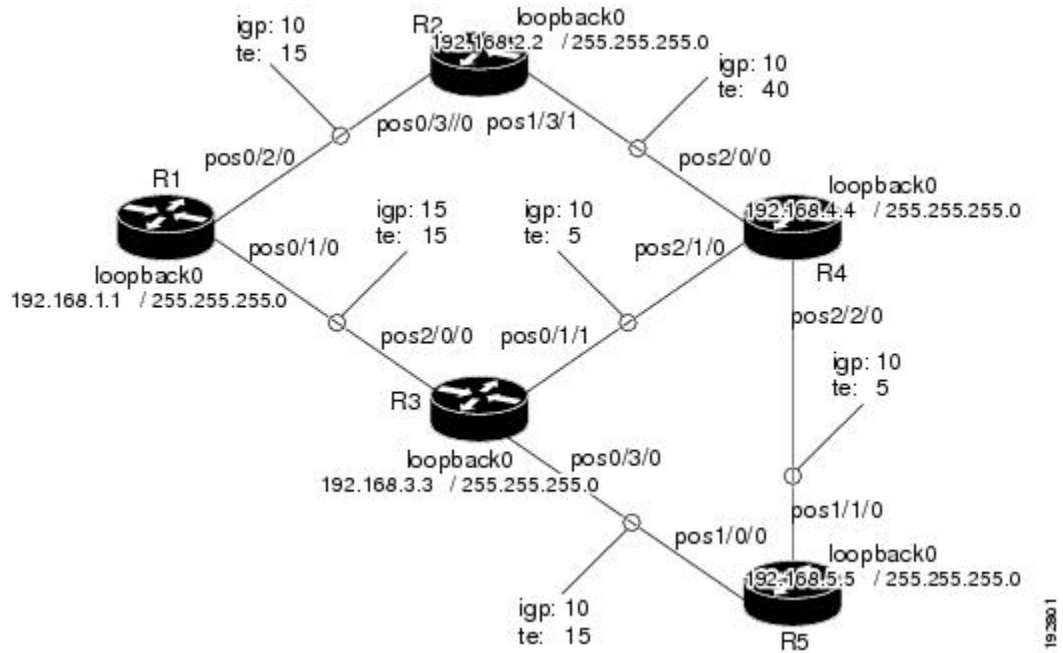 igp: 10
te: 15
R2
loopback0
192.168.2.2 / 255.255.255.0
igp: 10
te: 40
pos0/3//0
pos1/3/1
pos0/2/0
pos2/0/0
R1
loopback0
192.168.4.4 / 255.255.255.0
igp: 15
te: 15
igp: 10
te: 5
pos0/1/0
pos2/1/0
R4
loopback0
192.168.1.1 / 255.255.255.0
pos2/2/0
pos2/0/0
pos0/1/1
igp: 10
te: 5
R3
loopback0
192.168.3.3 / 255.255.255.0
pos0/3/0
pos1/1/0
pos1/0/0
loopback0
192.168.5.5 / 255.255.255.0
igp: 10
te: 15
R5
192801